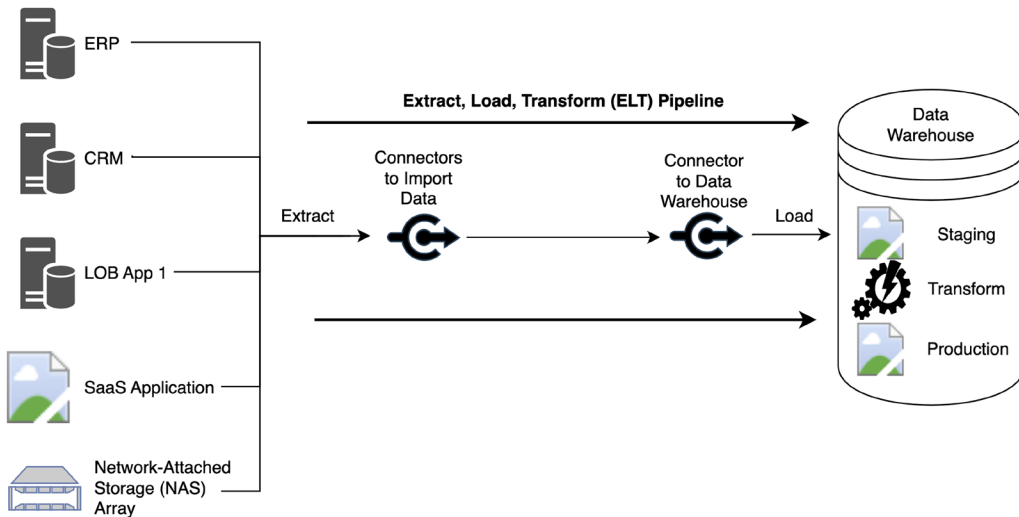 ERP
CRM
LOB App 1
SaaS Application
Network-Attached
Storage (NAS)
Array
Extract
Extract, Load, Transform (ELT) Pipeline
Connectors
to Import
Data
Connector
to Data
Warehouse
Load
Data
Warehouse
Staging
Transform
Production